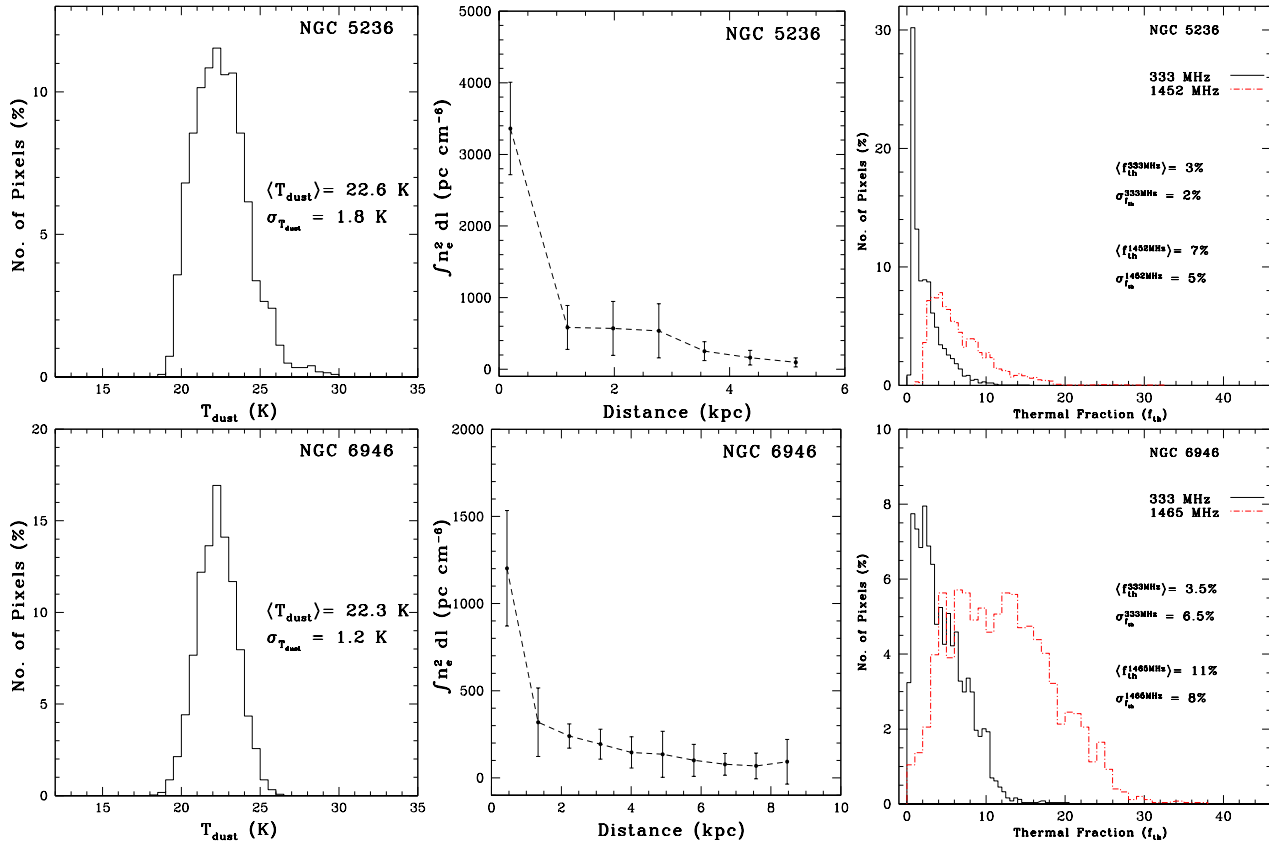 NGC 5236
No. of Pixels (%)
10
5
0
15
20
25
30
35
⟨T_dust⟩= 22.6 K
σ_T_dust = 1.8 K
T_dust (K)
NGC 5236
∫n_e^2 dl (pc cm^-6)
5000
4000
3000
2000
1000
0
0
2
4
6
Distance (kpc)
NGC 5236
333 MHz
1452 MHz
No. of Pixels (%)
30
20
10
0
⟨f_th^333MHz⟩= 3%
σ_f_th^333MHz = 2%
⟨f_th^1452MHz⟩= 7%
σ_f_th^1452MHz = 5%
0
10
20
30
40
Thermal Fraction (f_th)
NGC 6946
No. of Pixels (%)
20
15
10
5
0
15
20
25
30
35
⟨T_dust⟩= 22.3 K
σ_T_dust = 1.2 K
T_dust (K)
NGC 6946
∫n_e^2 dl (pc cm^-6)
2000
1500
1000
500
0
0
2
4
6
8
10
Distance (kpc)
NGC 6946
333 MHz
1465 MHz
No. of Pixels (%)
10
8
6
4
2
0
⟨f_th^333MHz⟩= 3.5%
σ_f_th^333MHz = 6.5%
⟨f_th^1465MHz⟩= 11%
σ_f_th^1465MHz = 8%
0
10
20
30
40
Thermal Fraction (f_th)